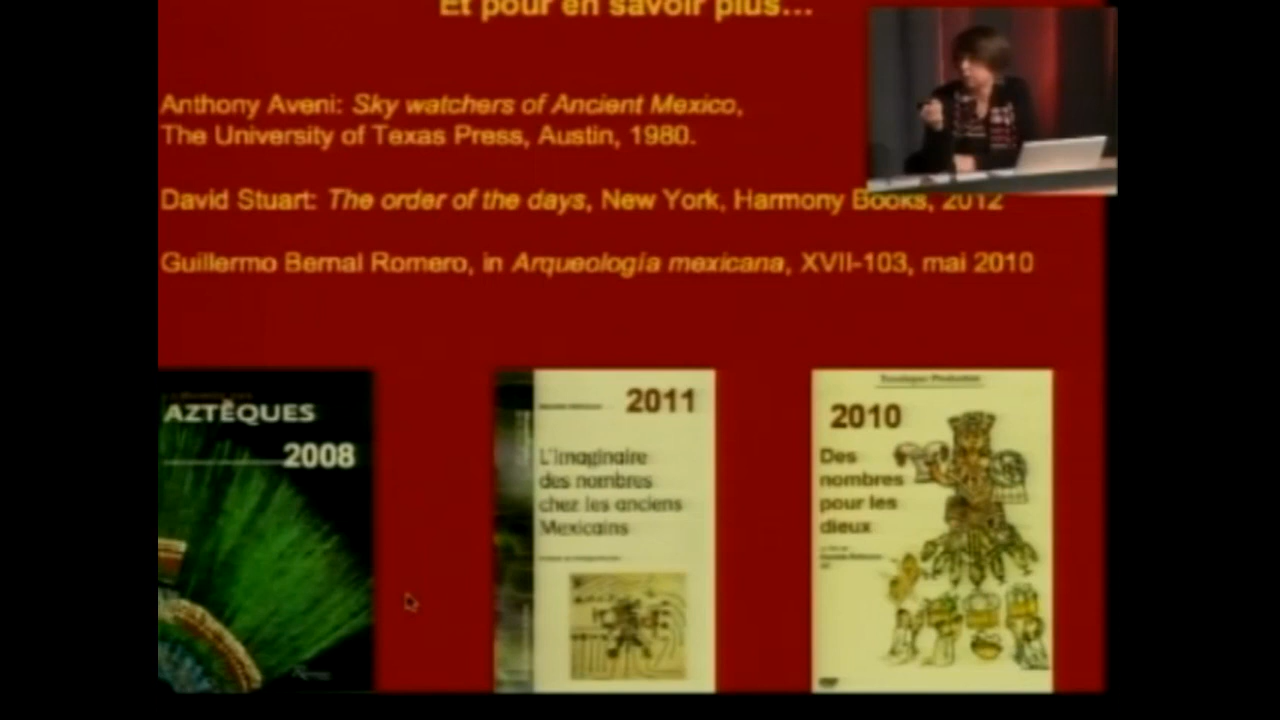 Et pour en savoir plus...
Anthony Aveni: Sky watchers of Ancient Mexico,
The University of Texas Press, Austin, 1980.
David Stuart: The order of the days, New York, Harmony Books, 2012
Guillermo Bernal Romero, in Arqueología mexicana, XVII-103, mai 2010
AZTÈQUES
2008
2011
L'imaginaire
des nombres
chez les anciens
Mexicains
2010
Des
nombres
pour les
dieux